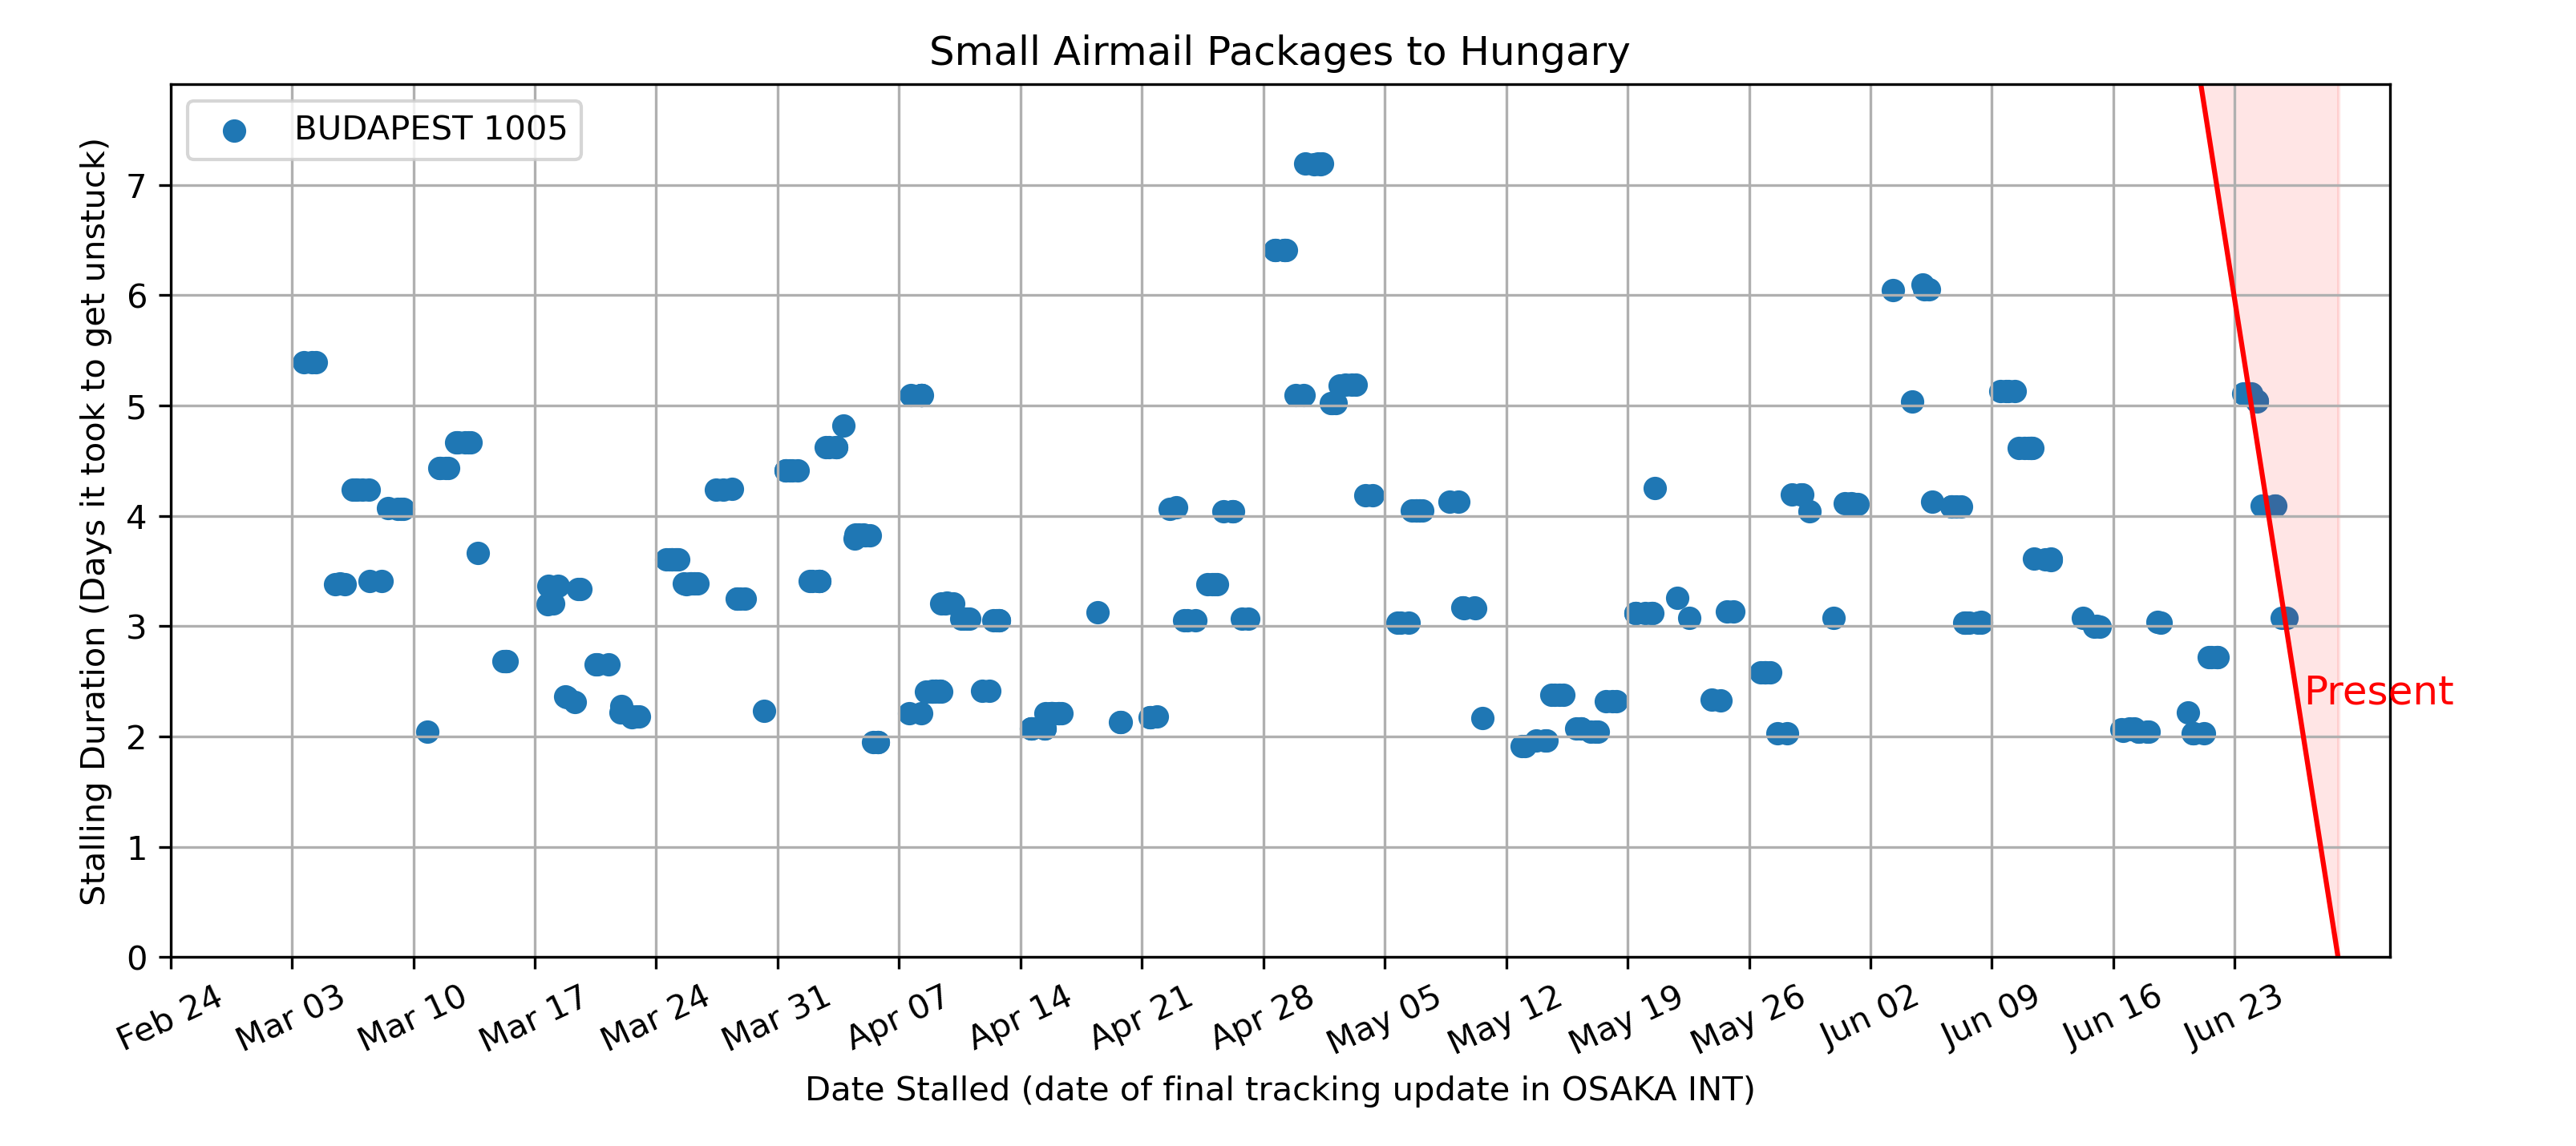 Small Airmail Packages to Hungary
BUDAPEST 1005
Stalling Duration (Days it took to get unstuck)
7
6
5
4
3
2
1
0
Present
Feb 24
Mar 03
Mar 10
Mar 17
Mar 24
Mar 31
Apr 07
Apr 14
Apr 21
Apr 28
May 05
May 12
May 19
May 26
Jun 02
Jun 09
Jun 16
Jun 23
Date Stalled (date of final tracking update in OSAKA INT)